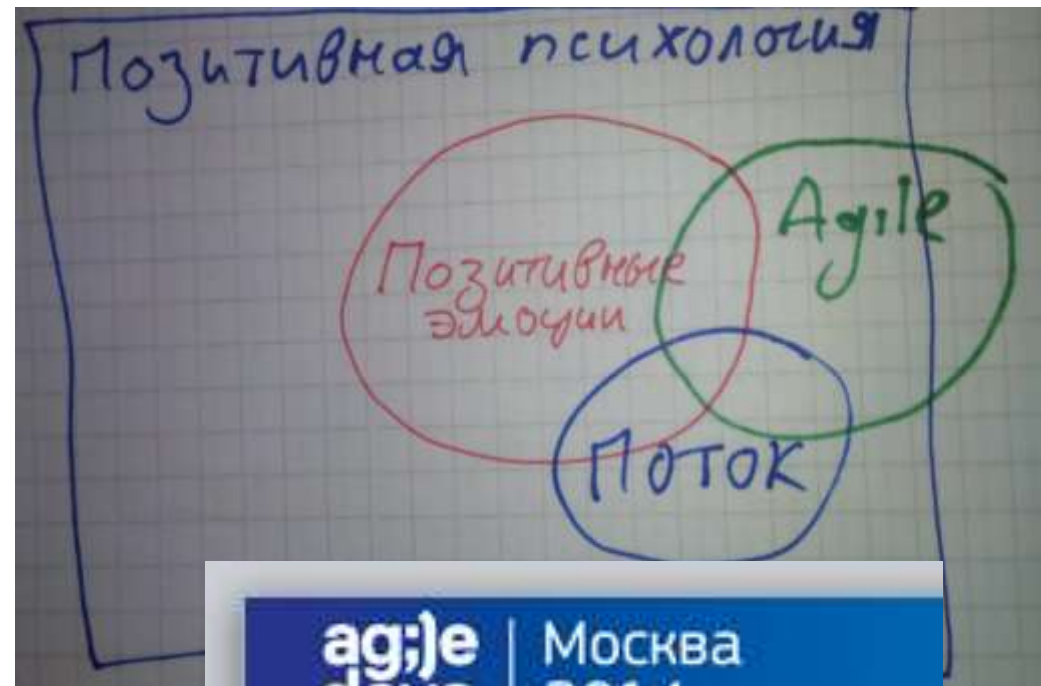 Позитивная психология
Agile
Позитивные
эмоции
Поток
ag;)e | Москва